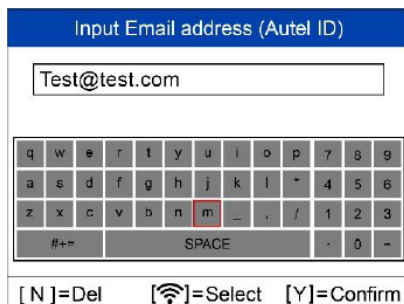 Input Email address (Autel ID)
Test@test.com
q w e r t y u i o p 7 8 9
a s d f g h j k l * 4 5 6
z x c v b n m _ , / 1 2 3
#+= SPACE . 0 -
[ N ]=Del []=Select [Y]=Confirm